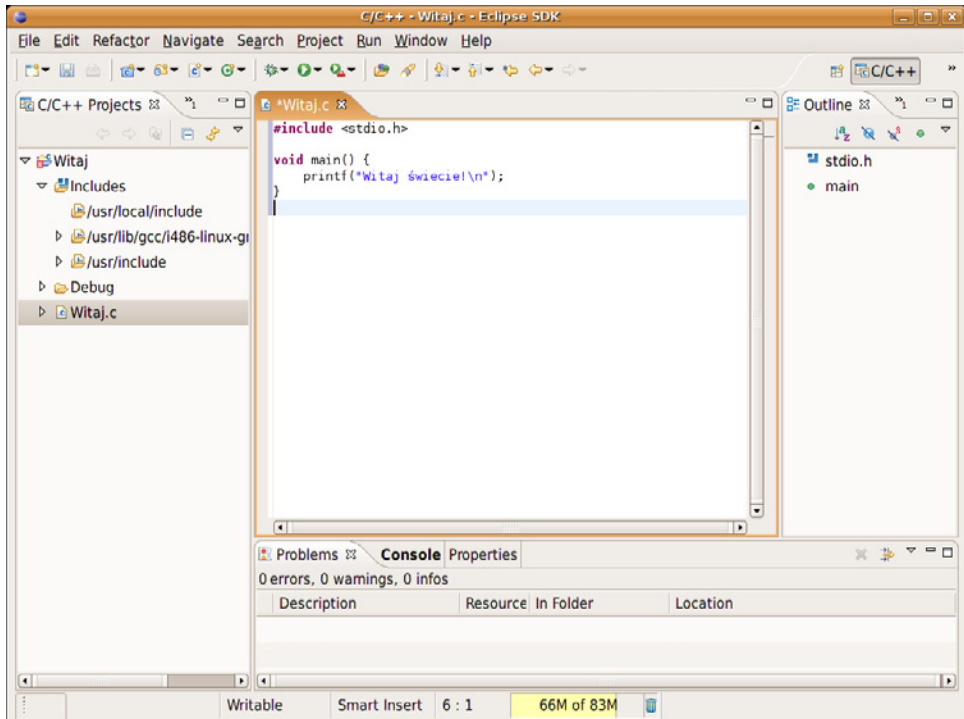 C/C++ - Witaj.c - Eclipse SDK
File Edit Refactor Navigate Search Project Run Window Help
C/C++ »
C/C++ Projects »1
*Witaj.c
Outline »1
#include <stdio.h>
void main() {
printf("Witaj świecie!\n");
}
Witaj
Includes
/usr/local/include
/usr/lib/gcc/i486-linux-gn
/usr/include
Debug
Witaj.c
stdio.h
main
Problems Console Properties
0 errors, 0 warnings, 0 infos
Description Resource In Folder Location
Writable Smart Insert 6 : 1 66M of 83M